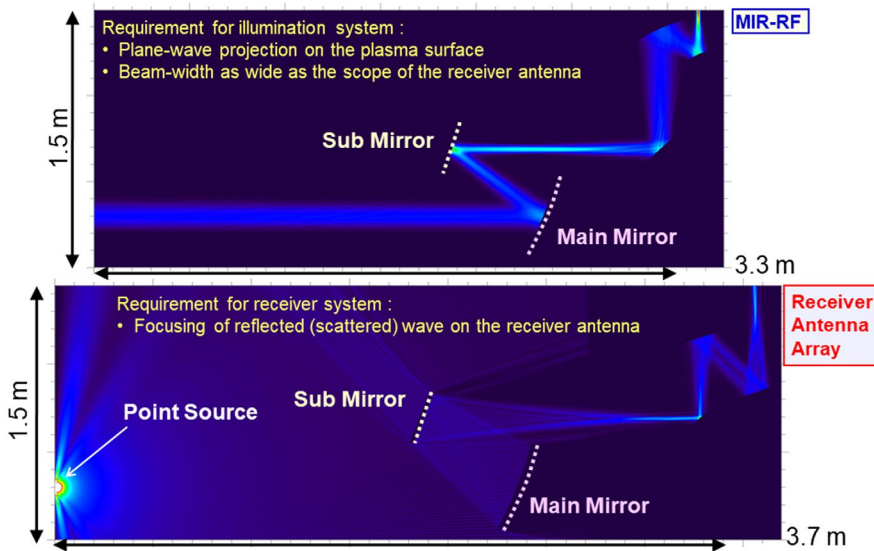 Requirement for illumination system :
• Plane-wave projection on the plasma surface
• Beam-width as wide as the scope of the receiver antenna
MIR-RF
1.5 m
Sub Mirror
Main Mirror
3.3 m
Requirement for receiver system :
• Focusing of reflected (scattered) wave on the receiver antenna
Receiver
Antenna
Array
1.5 m
Sub Mirror
Point Source
Main Mirror
3.7 m